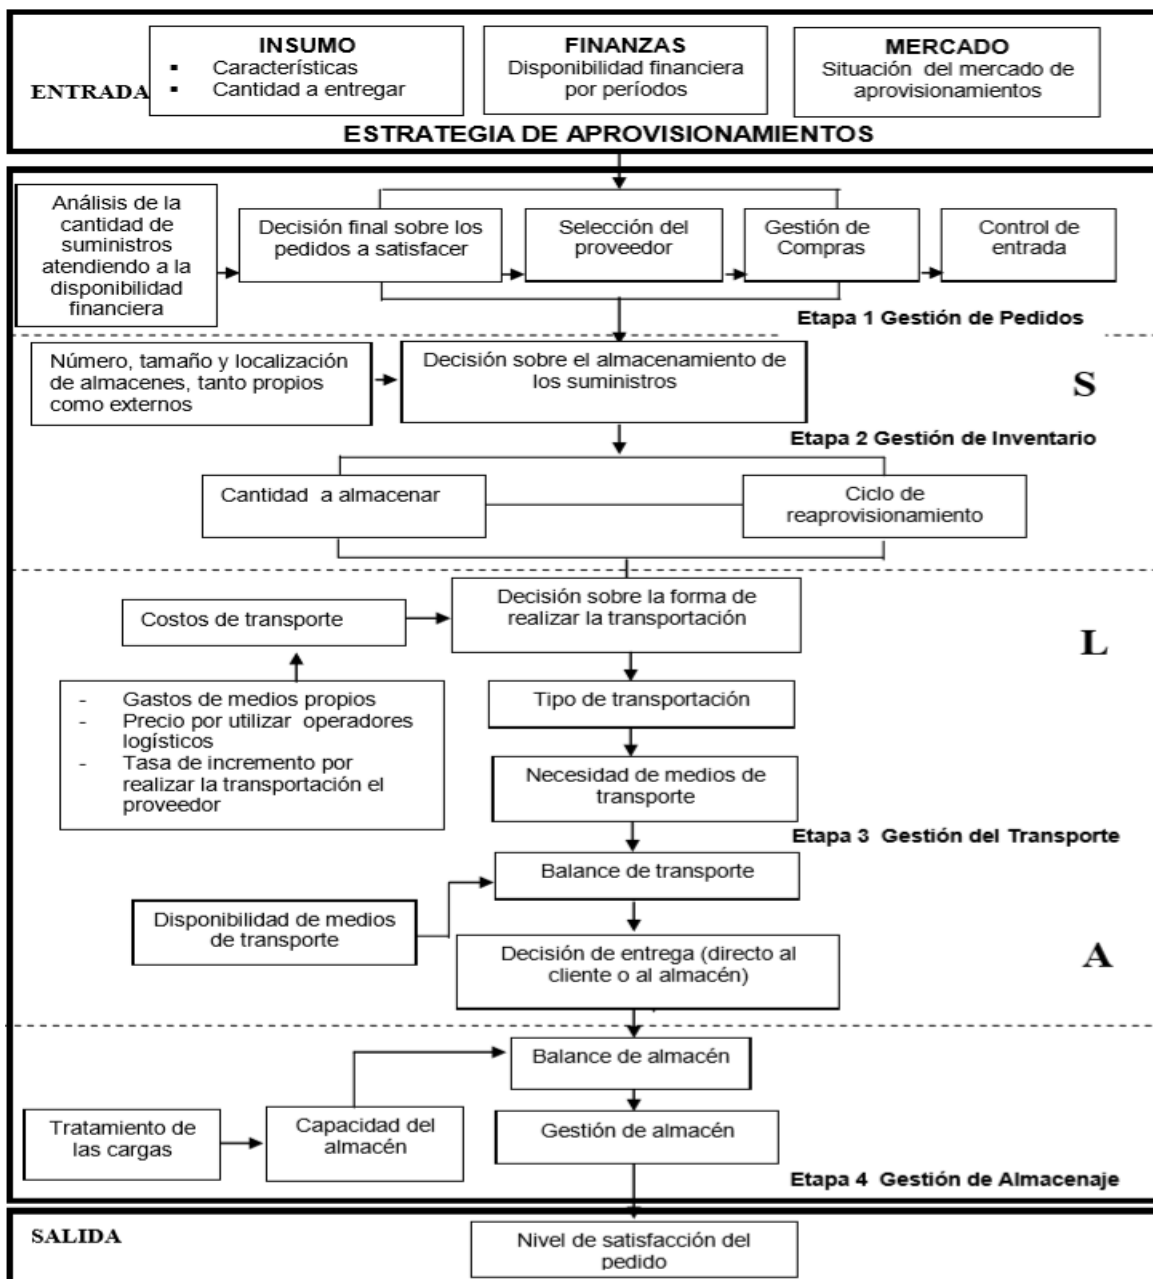 INSUMO
▪ Características
▪ Cantidad a entregar
FINANZAS
Disponibilidad financiera
por períodos
MERCADO
Situación del mercado de
aprovisionamientos
ENTRADA
ESTRATEGIA DE APROVISIONAMIENTOS
Análisis de la
cantidad de
suministros
atendiendo a la
disponibilidad
financiera
Decisión final sobre los
pedidos a satisfacer
Selección del
proveedor
Gestión de
Compras
Control de
entrada
Etapa 1 Gestión de Pedidos
Número, tamaño y localización
de almacenes, tanto propios
como externos
Decisión sobre el almacenamiento de
los suministros
S
Etapa 2 Gestión de Inventario
Cantidad a almacenar
Ciclo de
reaprovisionamiento
Decisión sobre la forma de
realizar la transportación
Costos de transporte
L
- Gastos de medios propios
- Precio por utilizar operadores
logísticos
- Tasa de incremento por
realizar la transportación el
proveedor
Tipo de transportación
Necesidad de medios de
transporte
Etapa 3 Gestión del Transporte
Balance de transporte
Disponibilidad de medios
de transporte
Decisión de entrega (directo al
cliente o al almacén)
A
Balance de almacén
Tratamiento de
las cargas
Capacidad del
almacén
Gestión de almacén
Etapa 4 Gestión de Almacenaje
SALIDA
Nivel de satisfacción del
pedido